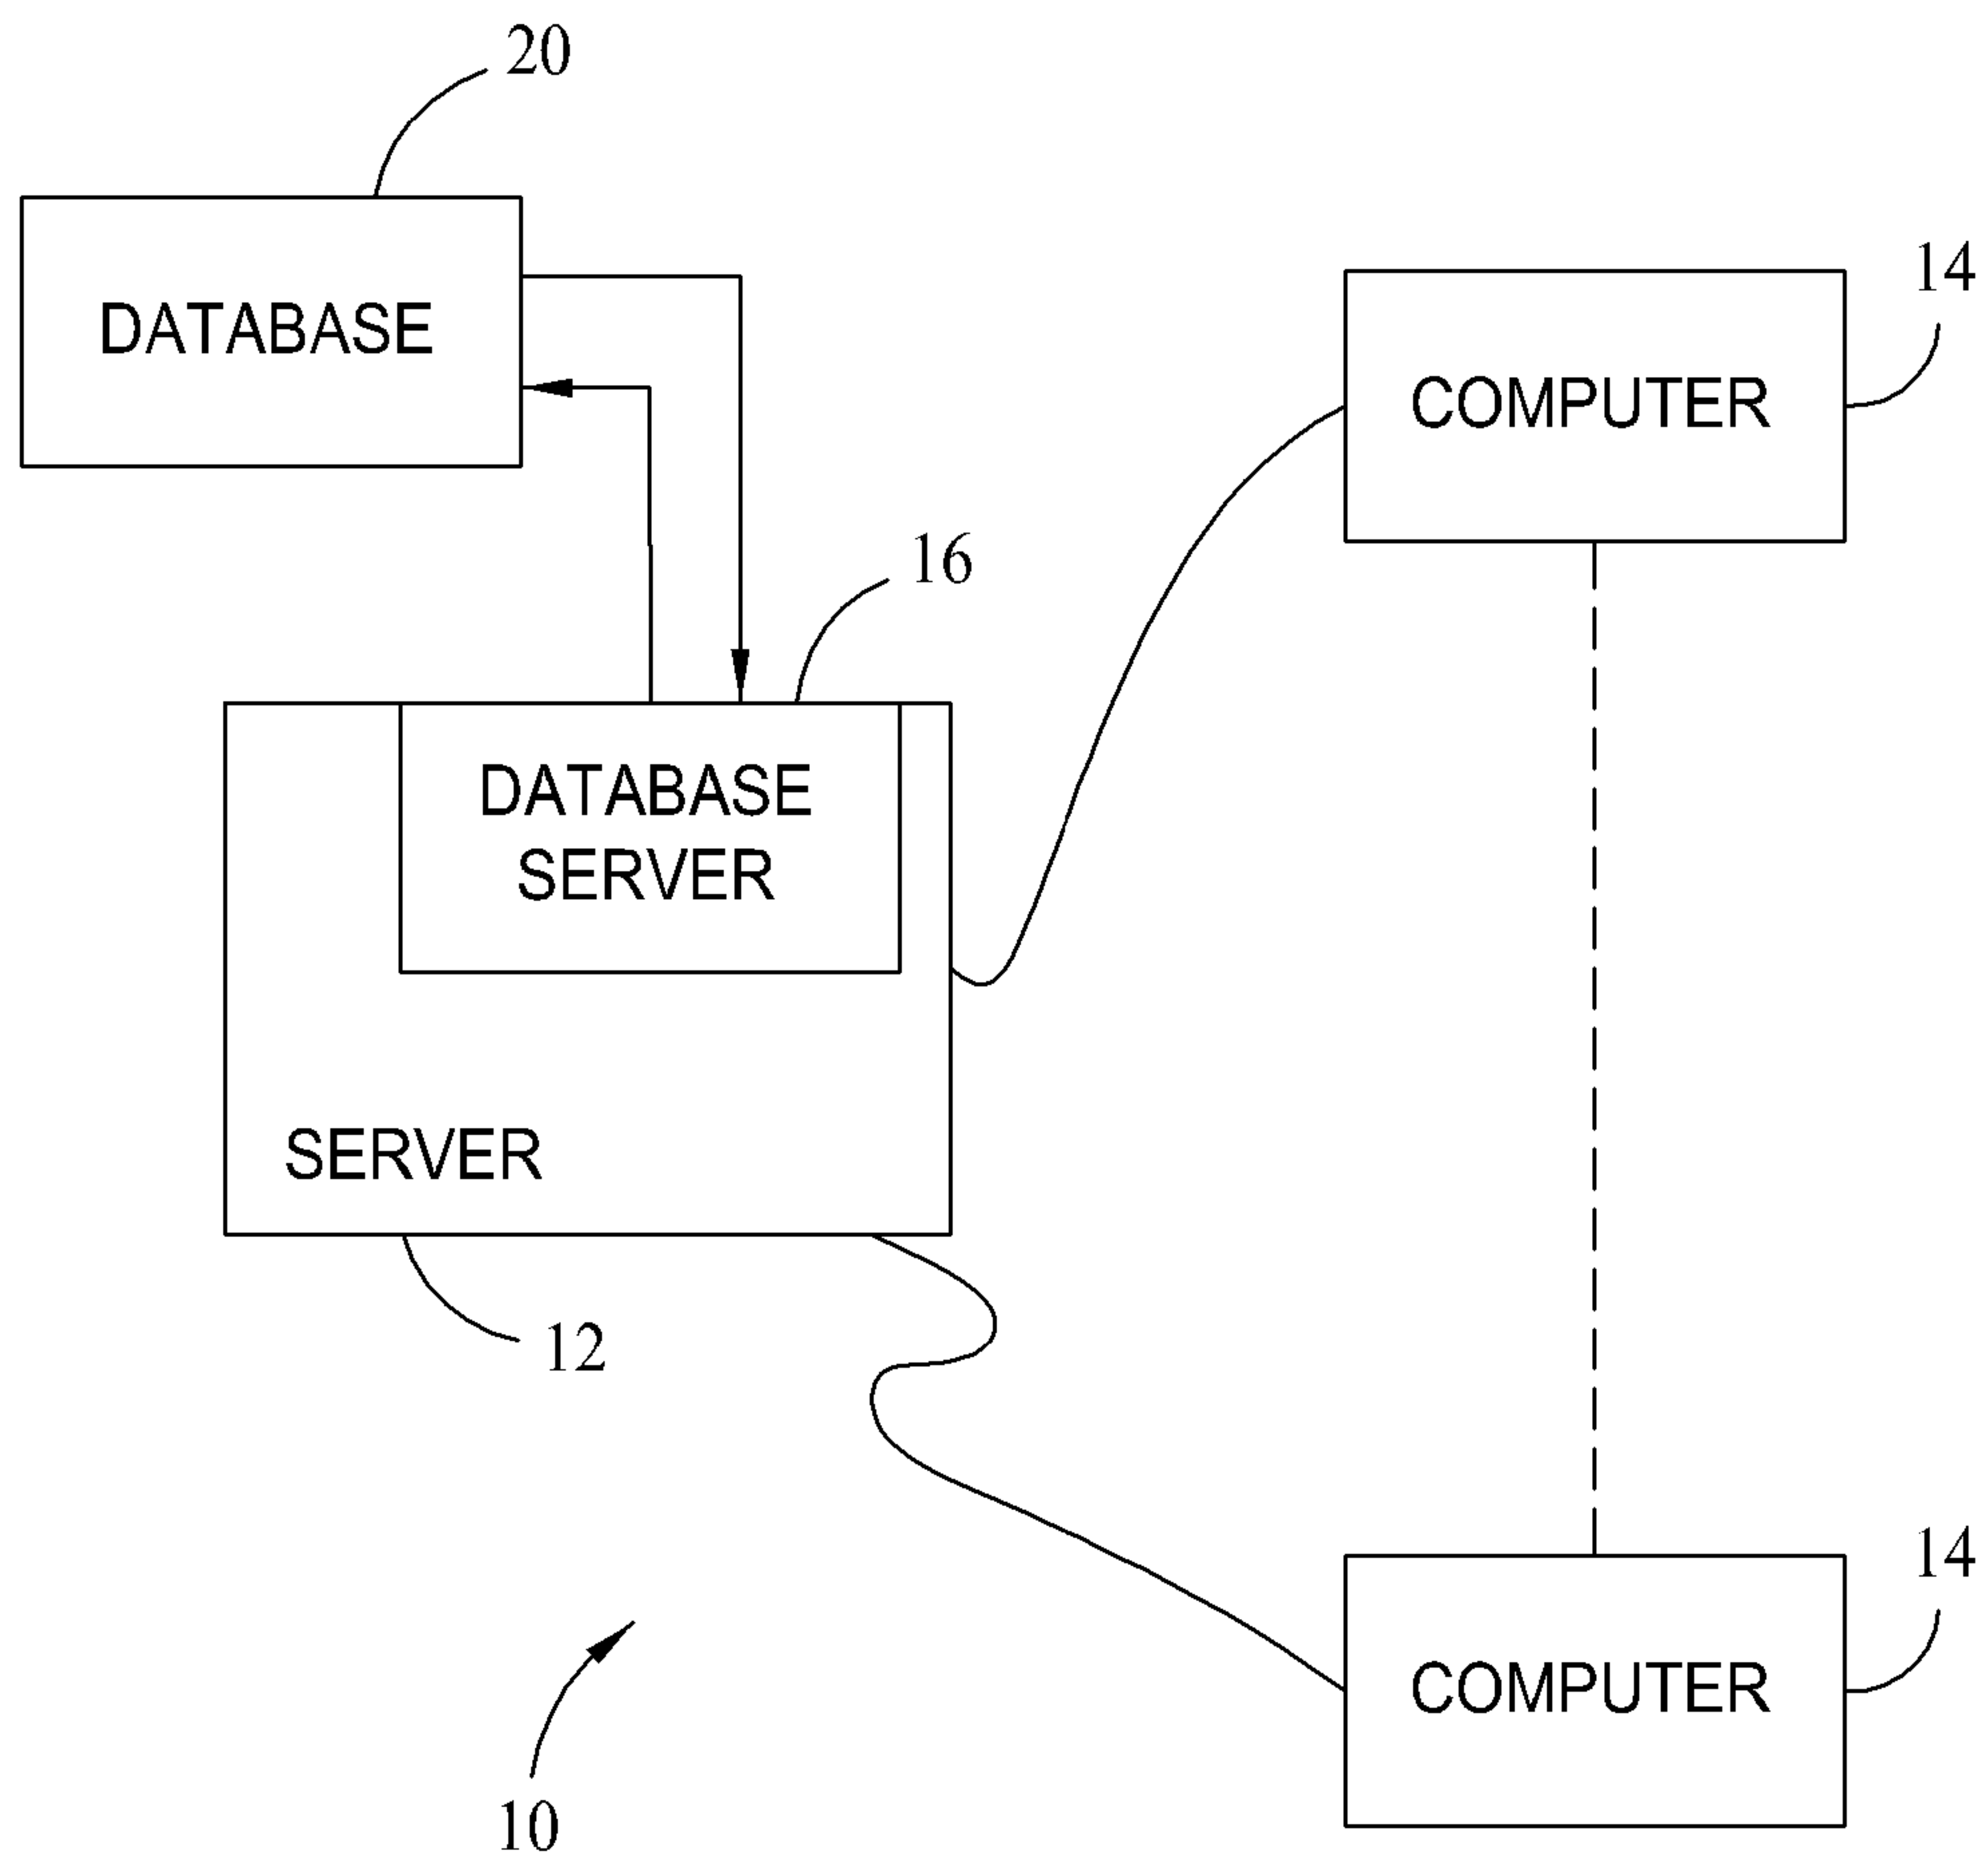 20
DATABASE
14
COMPUTER
16
DATABASE
SERVER
SERVER
12
14
COMPUTER
10